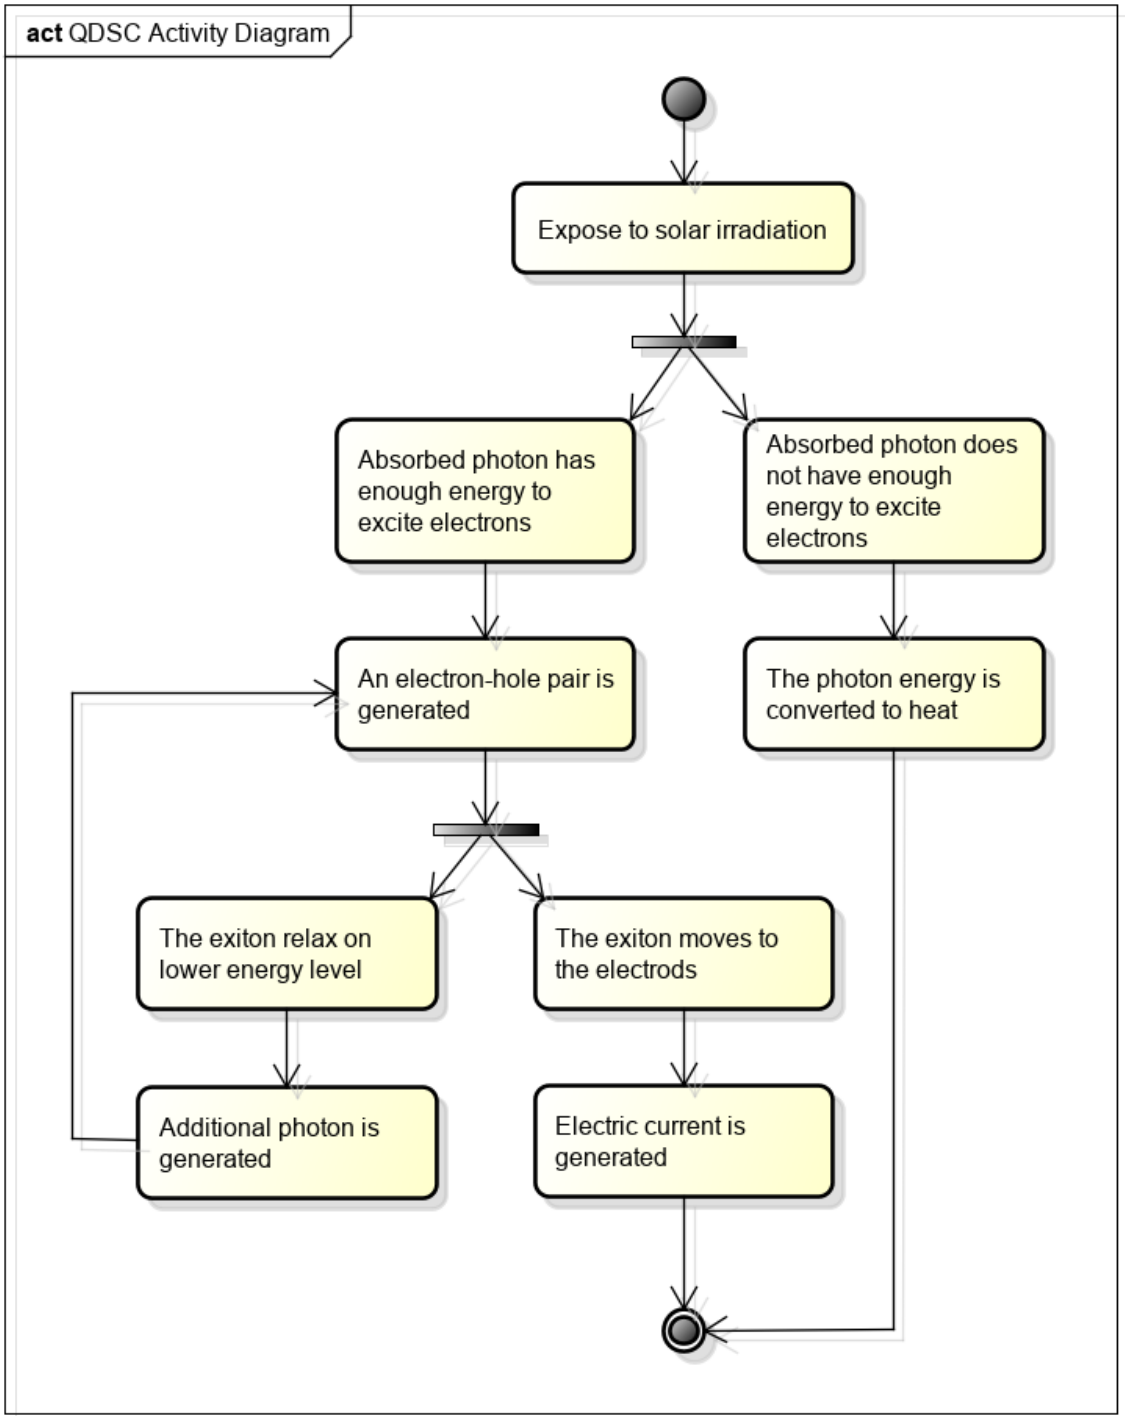 act QDSC Activity Diagram
Expose to solar irradiation
Absorbed photon has
enough energy to
excite electrons
Absorbed photon does
not have enough
energy to excite
electrons
An electron-hole pair is
generated
The photon energy is
converted to heat
The exiton relax on
lower energy level
The exiton moves to
the electrods
Additional photon is
generated
Electric current is
generated